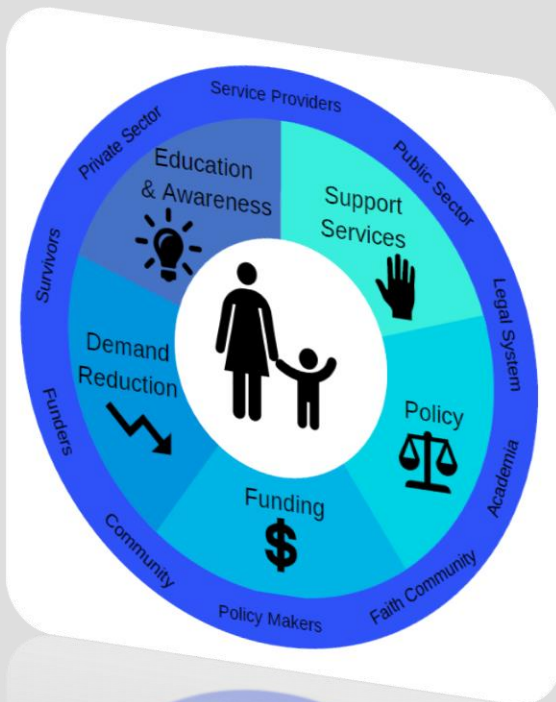 Service Providers
Public Sector
Legal System
Academia
Faith Community
Policy Makers
Community
Funders
Survivors
Private Sector
Education
& Awareness
Support
Services
Policy
Funding
$
Demand
Reduction